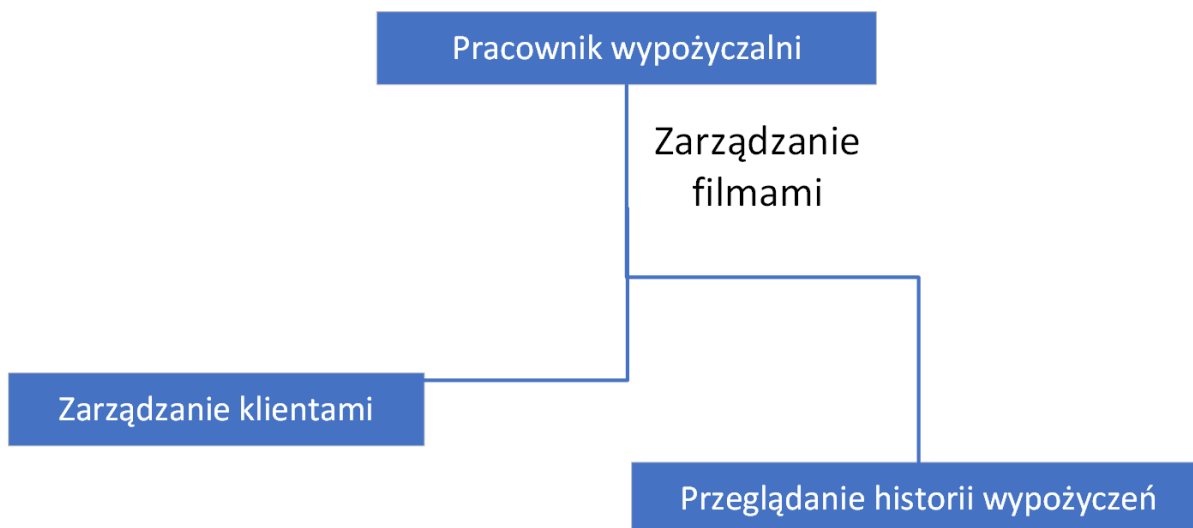 Pracownik wypożyczalni
Zarządzanie
filmami
Zarządzanie klientami
Przeglądanie historii wypożyczeń